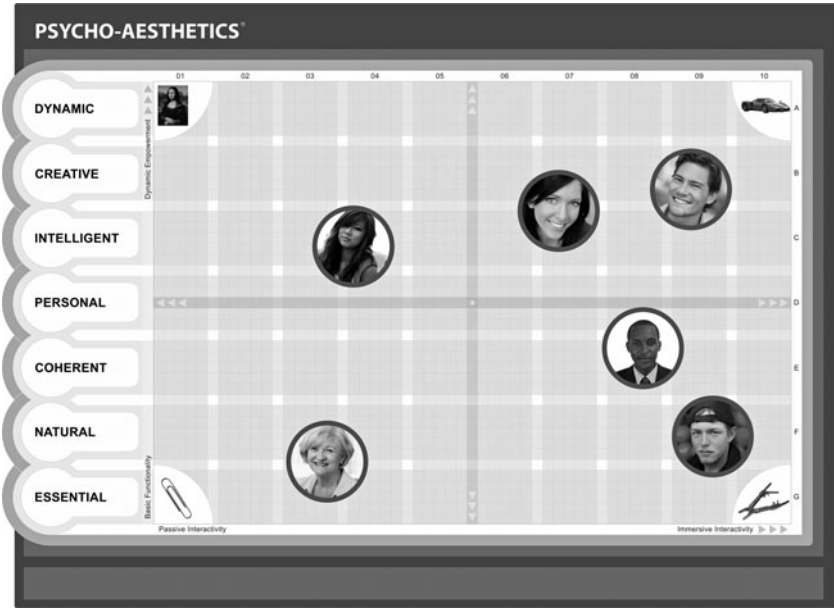 PSYCHO-AESTHETICS®
01 02 03 04 05 06 07 08 09 10
DYNAMIC
CREATIVE
INTELLIGENT
PERSONAL
COHERENT
NATURAL
ESSENTIAL
Dynamic Empowerment
Basic Functionality
A
B
C
D
E
F
G
Passive Interactivity
Immersive Interactivity